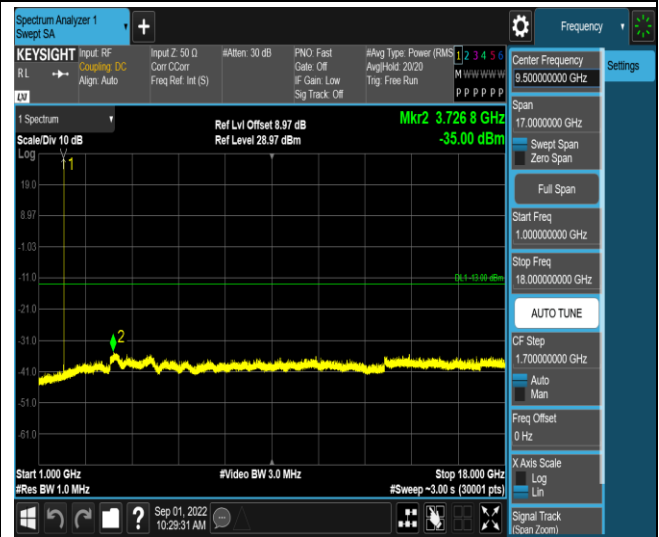 Spectrum Analyzer 1
Swept SA
+
Frequency
KEYSIGHT
RL
LXI
Input: RF
Coupling: DC
Align: Auto
Input Z: 50 Ω
Corr CCorr
Freq Ref: Int (S)
#Atten: 30 dB
PNO: Fast
Gate: Off
IF Gain: Low
Sig Track: Off
#Avg Type: Power (RMS
Avg|Hold: 20/20
Trig: Free Run
1 2 3 4 5 6
M W W W W W
P P P P P P
1 Spectrum
Scale/Div 10 dB
Log
Ref Lvl Offset 8.97 dB
Ref Level 28.97 dBm
Mkr2 3.726 8 GHz
-35.00 dBm
1
19.0
8.97
-1.03
-11.0
DL1 -13.00 dBm
-21.0
-31.0
2
-41.0
-51.0
-61.0
Start 1.000 GHz
#Res BW 1.0 MHz
#Video BW 3.0 MHz
Stop 18.000 GHz
#Sweep ~3.00 s (30001 pts)
?
Sep 01, 2022
10:29:31 AM
Center Frequency
9.500000000 GHz
Settings
Span
17.0000000 GHz
Swept Span
Zero Span
Full Span
Start Freq
1.000000000 GHz
Stop Freq
18.000000000 GHz
AUTO TUNE
CF Step
1.700000000 GHz
Auto
Man
Freq Offset
0 Hz
X Axis Scale
Log
Lin
Signal Track
(Span Zoom)